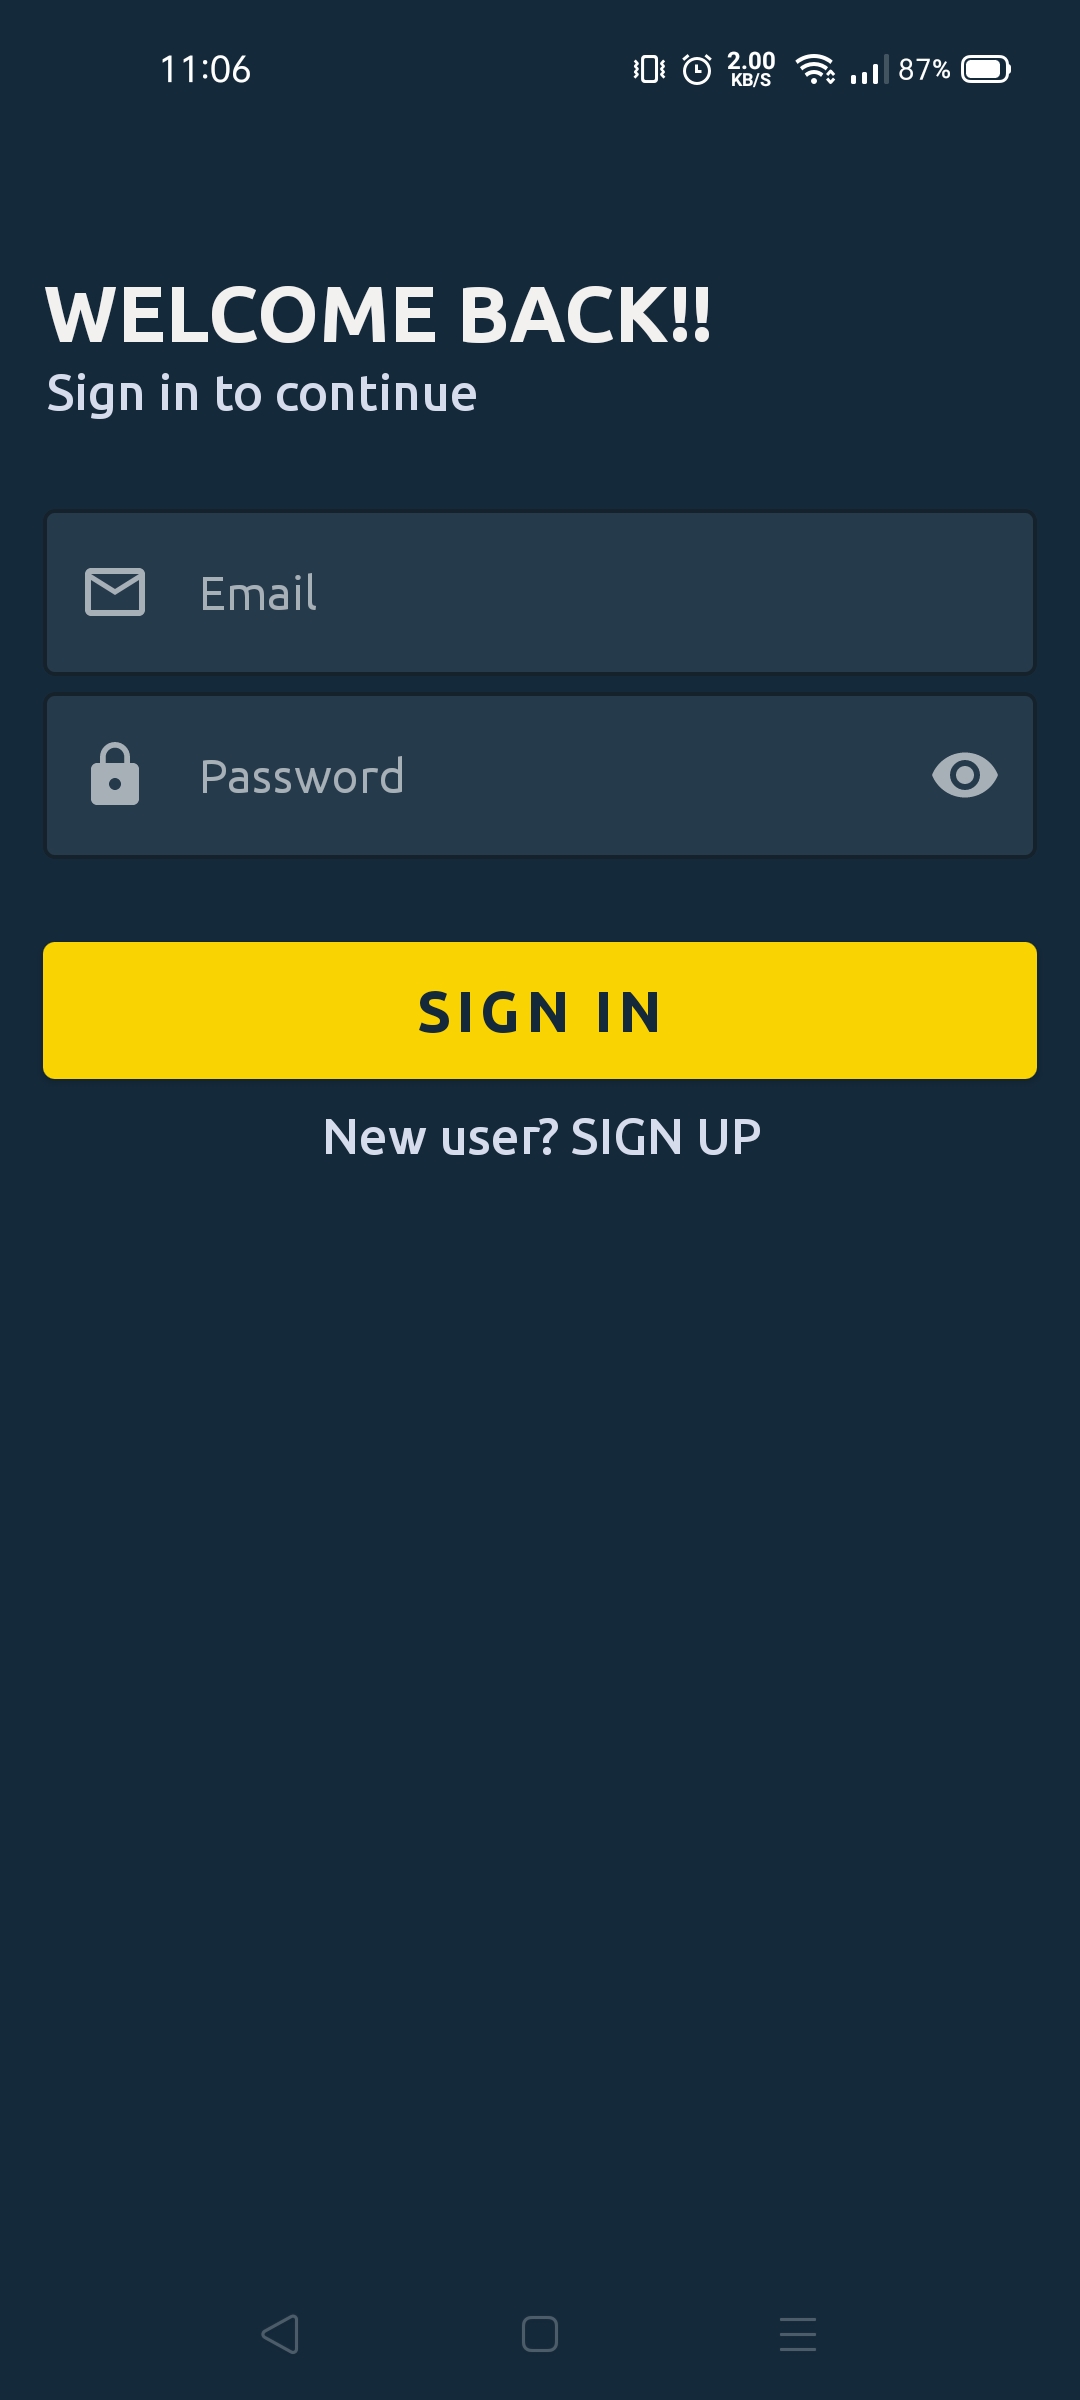 11:06 2.00 KB/S 87%
WELCOME BACK!!
Sign in to continue
Email
Password
SIGN IN
New user? SIGN UP